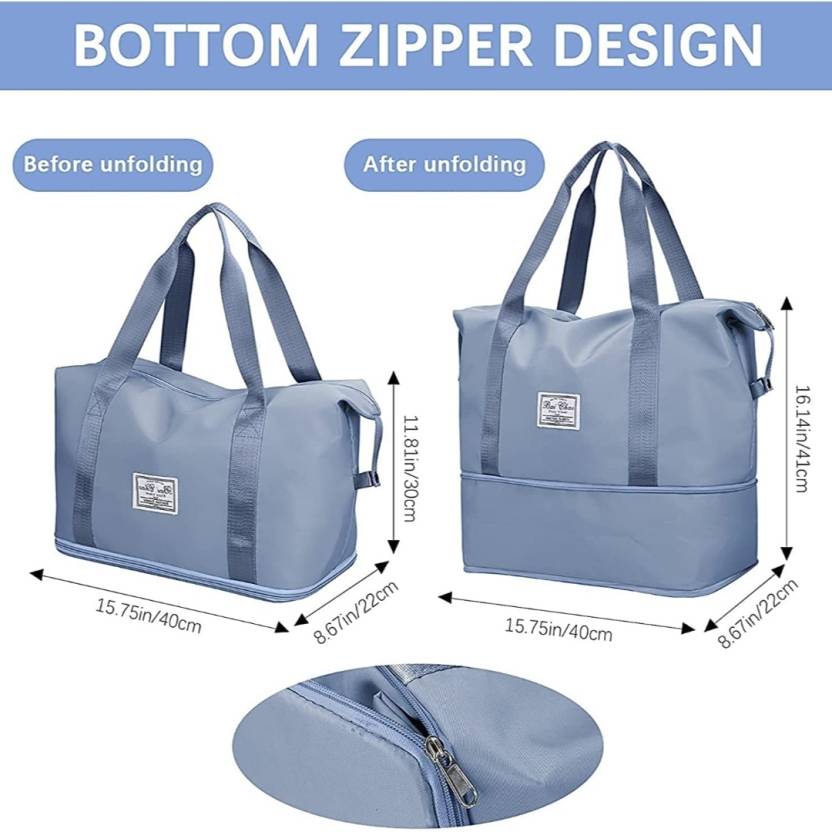 BOTTOM ZIPPER DESIGN
Before unfolding
After unfolding
11.81in/30cm
16.14in/41cm
15.75in/40cm
8.67in/22cm
15.75in/40cm
8.67in/22cm